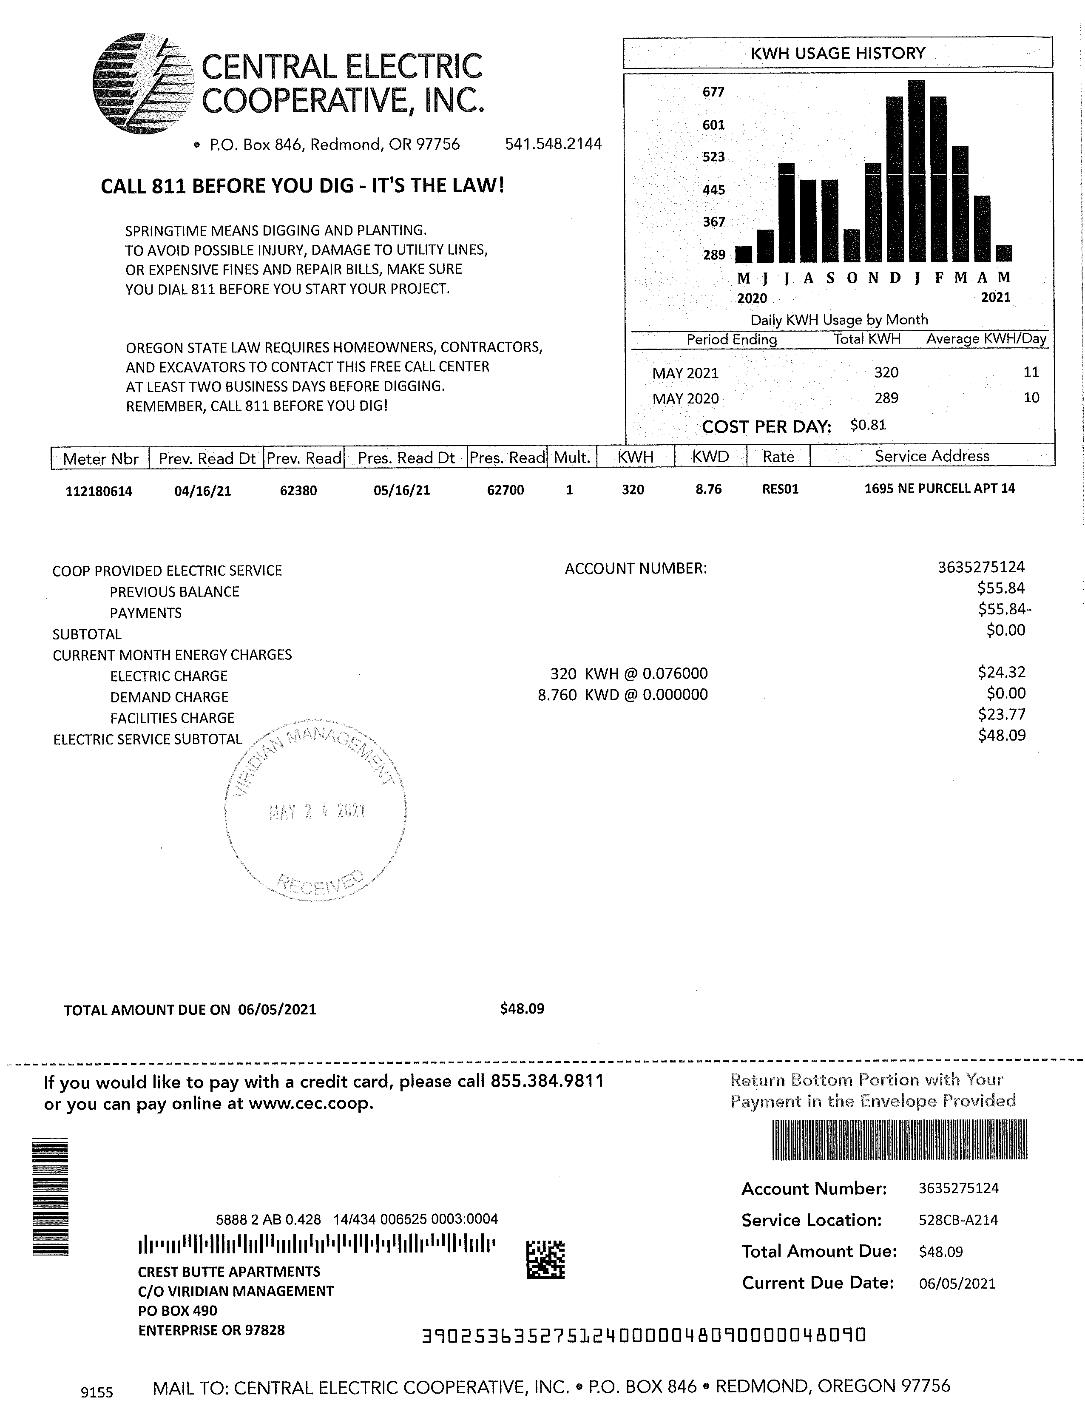 CENTRAL ELECTRIC
COOPERATIVE, INC.
• P.O. Box 846, Redmond, OR 97756 541.548.2144
CALL 811 BEFORE YOU DIG - IT'S THE LAW!
SPRINGTIME MEANS DIGGING AND PLANTING.
TO AVOID POSSIBLE INJURY, DAMAGE TO UTILITY LINES,
OR EXPENSIVE FINES AND REPAIR BILLS, MAKE SURE
YOU DIAL 811 BEFORE YOU START YOUR PROJECT.
OREGON STATE LAW REQUIRES HOMEOWNERS, CONTRACTORS,
AND EXCAVATORS TO CONTACT THIS FREE CALL CENTER
AT LEAST TWO BUSINESS DAYS BEFORE DIGGING.
REMEMBER, CALL 811 BEFORE YOU DIG!
KWH USAGE HISTORY
677
601
523
445
367
289
M J J A S O N D J F M A M
2020 2021
Daily KWH Usage by Month
Period Ending Total KWH Average KWH/Day
MAY 2021 320 11
MAY 2020 289 10
COST PER DAY: $0.81
Meter Nbr Prev. Read Dt Prev. Read Pres. Read Dt Pres. Read Mult. KWH KWD Rate Service Address
112180614 04/16/21 62380 05/16/21 62700 1 320 8.76 RES01 1695 NE PURCELL APT 14
COOP PROVIDED ELECTRIC SERVICE ACCOUNT NUMBER: 3635275124
PREVIOUS BALANCE $55.84
PAYMENTS $55.84-
SUBTOTAL $0.00
CURRENT MONTH ENERGY CHARGES
ELECTRIC CHARGE 320 KWH @ 0.076000 $24.32
DEMAND CHARGE 8.760 KWD @ 0.000000 $0.00
FACILITIES CHARGE $23.77
ELECTRIC SERVICE SUBTOTAL $48.09
VIRIDIAN MANAGEMENT
MAY 2 2021
RECEIVED
TOTAL AMOUNT DUE ON 06/05/2021 $48.09
If you would like to pay with a credit card, please call 855.384.9811
or you can pay online at www.cec.coop.
Return Bottom Portion with Your
Payment in the Envelope Provided
Account Number: 3635275124
Service Location: 528CB-A214
Total Amount Due: $48.09
Current Due Date: 06/05/2021
5888 2 AB 0.428 14/434 006525 0003:0004
CREST BUTTE APARTMENTS
C/O VIRIDIAN MANAGEMENT
PO BOX 490
ENTERPRISE OR 97828
390253635275124000004809000004809​0
9155 MAIL TO: CENTRAL ELECTRIC COOPERATIVE, INC. • P.O. BOX 846 • REDMOND, OREGON 97756